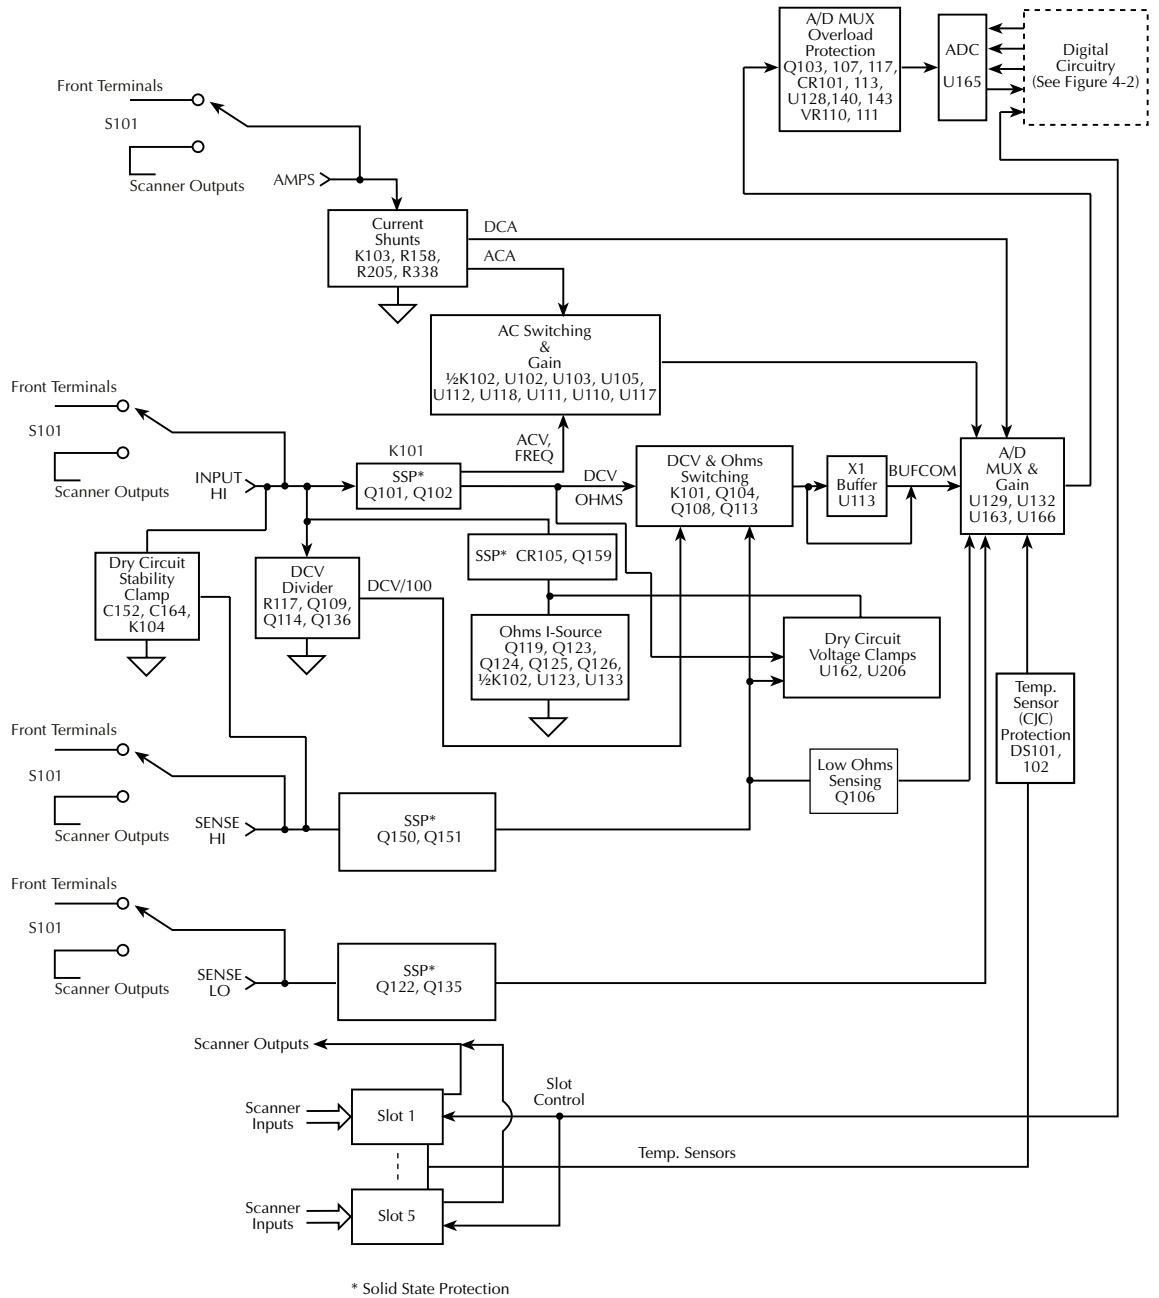 A/D MUX
Overload
Protection
Q103, 107, 117,
CR101, 113,
U128,140, 143
VR110, 111
ADC
U165
Digital
Circuitry
(See Figure 4-2)
Front Terminals
S101
Scanner Outputs
AMPS
Current
Shunts
K103, R158,
R205, R338
DCA
ACA
AC Switching
&
Gain
½K102, U102, U103, U105,
U112, U118, U111, U110, U117
Front Terminals
S101
Scanner Outputs
INPUT
HI
K101
SSP*
Q101, Q102
ACV,
FREQ
DCV
OHMS
DCV & Ohms
Switching
K101, Q104,
Q108, Q113
X1
Buffer
U113
BUFCOM
A/D
MUX &
Gain
U129, U132
U163, U166
Dry Circuit
Stability
Clamp
C152, C164,
K104
DCV
Divider
R117, Q109,
Q114, Q136
DCV/100
SSP* CR105, Q159
Ohms I-Source
Q119, Q123,
Q124, Q125, Q126,
½K102, U123, U133
Dry Circuit
Voltage Clamps
U162, U206
Temp.
Sensor
(CJC)
Protection
DS101,
102
Front Terminals
S101
Scanner Outputs
SENSE
HI
SSP*
Q150, Q151
Low Ohms
Sensing
Q106
Front Terminals
S101
Scanner Outputs
SENSE
LO
SSP*
Q122, Q135
Scanner Outputs
Scanner
Inputs
Slot 1
Slot
Control
Temp. Sensors
Scanner
Inputs
Slot 5
* Solid State Protection